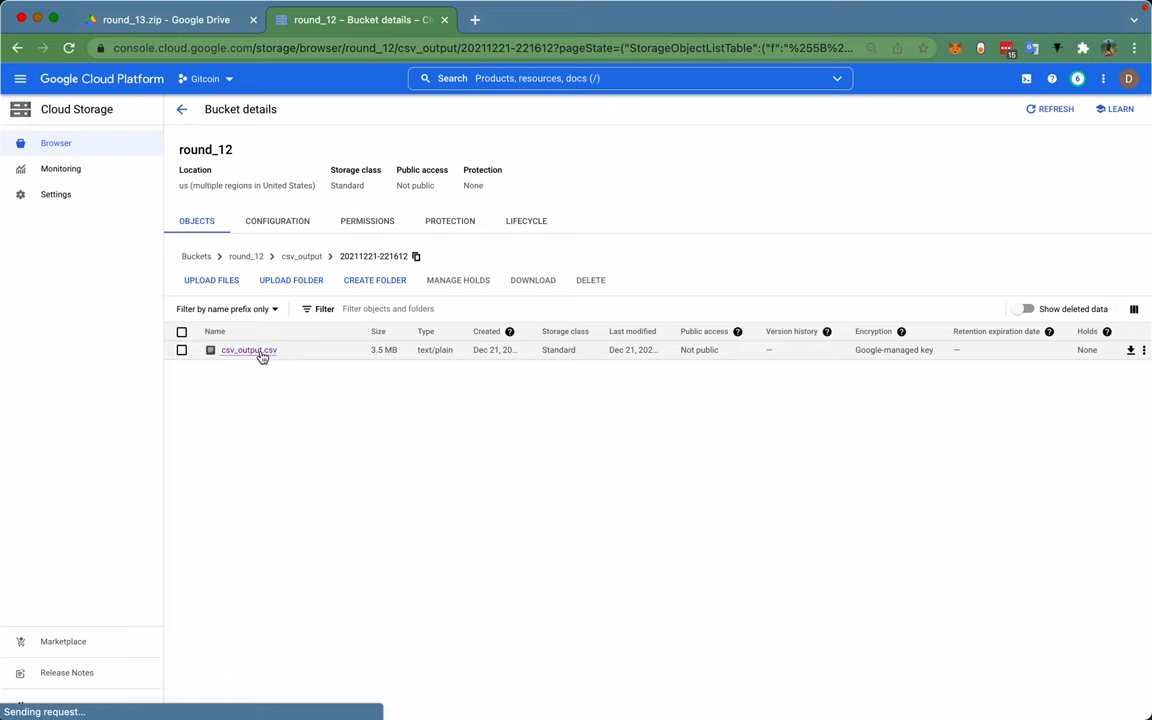 round_13.zip - Google Drive
round_12 – Bucket details – Cl
console.cloud.google.com/storage/browser/round_12/csv_output/20211221-221612?pageState=("StorageObjectListTable":("f":"%255B%2...
15
Google Cloud Platform
Gitcoin
Search Products, resources, docs (/)
6
D
Cloud Storage
Bucket details
REFRESH
LEARN
Browser
Monitoring
Settings
round_12
Location Storage class Public access Protection
us (multiple regions in United States) Standard Not public None
OBJECTS CONFIGURATION PERMISSIONS PROTECTION LIFECYCLE
Buckets > round_12 > csv_output > 20211221-221612
UPLOAD FILES UPLOAD FOLDER CREATE FOLDER MANAGE HOLDS DOWNLOAD DELETE
Filter by name prefix only Filter Filter objects and folders Show deleted data
Name Size Type Created Storage class Last modified Public access Version history Encryption Retention expiration date Holds
csv_output.csv 3.5 MB text/plain Dec 21, 20... Standard Dec 21, 202... Not public — Google-managed key — None
Marketplace
Release Notes
Sending request...